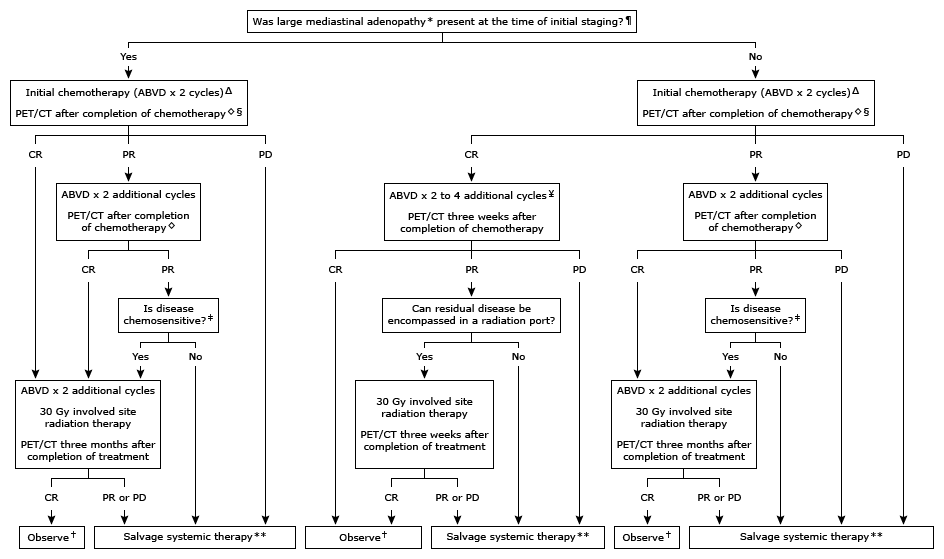 Was large mediastinal adenopathy* present at the time of initial staging?¶
Yes
No
Initial chemotherapy (ABVD x 2 cycles)Δ
PET/CT after completion of chemotherapy◇§
Initial chemotherapy (ABVD x 2 cycles)Δ
PET/CT after completion of chemotherapy◇§
CR
PR
PD
CR
PR
PD
ABVD x 2 additional cycles
PET/CT after completion
of chemotherapy◇
ABVD x 2 to 4 additional cycles¥
PET/CT three weeks after
completion of chemotherapy
ABVD x 2 additional cycles
PET/CT after completion
of chemotherapy◇
CR
PR
CR
PR
PD
CR
PR
PD
Is disease
chemosensitive?‡
Can residual disease be
encompassed in a radiation port?
Is disease
chemosensitive?‡
Yes
No
Yes
No
Yes
No
ABVD x 2 additional cycles
30 Gy involved site
radiation therapy
PET/CT three months after
completion of treatment
30 Gy involved site
radiation therapy
PET/CT three weeks after
completion of treatment
ABVD x 2 additional cycles
30 Gy involved site
radiation therapy
PET/CT three months after
completion of treatment
CR
PR or PD
CR
PR or PD
CR
PR or PD
Observe†
Salvage systemic therapy**
Observe†
Salvage systemic therapy**
Observe†
Salvage systemic therapy**